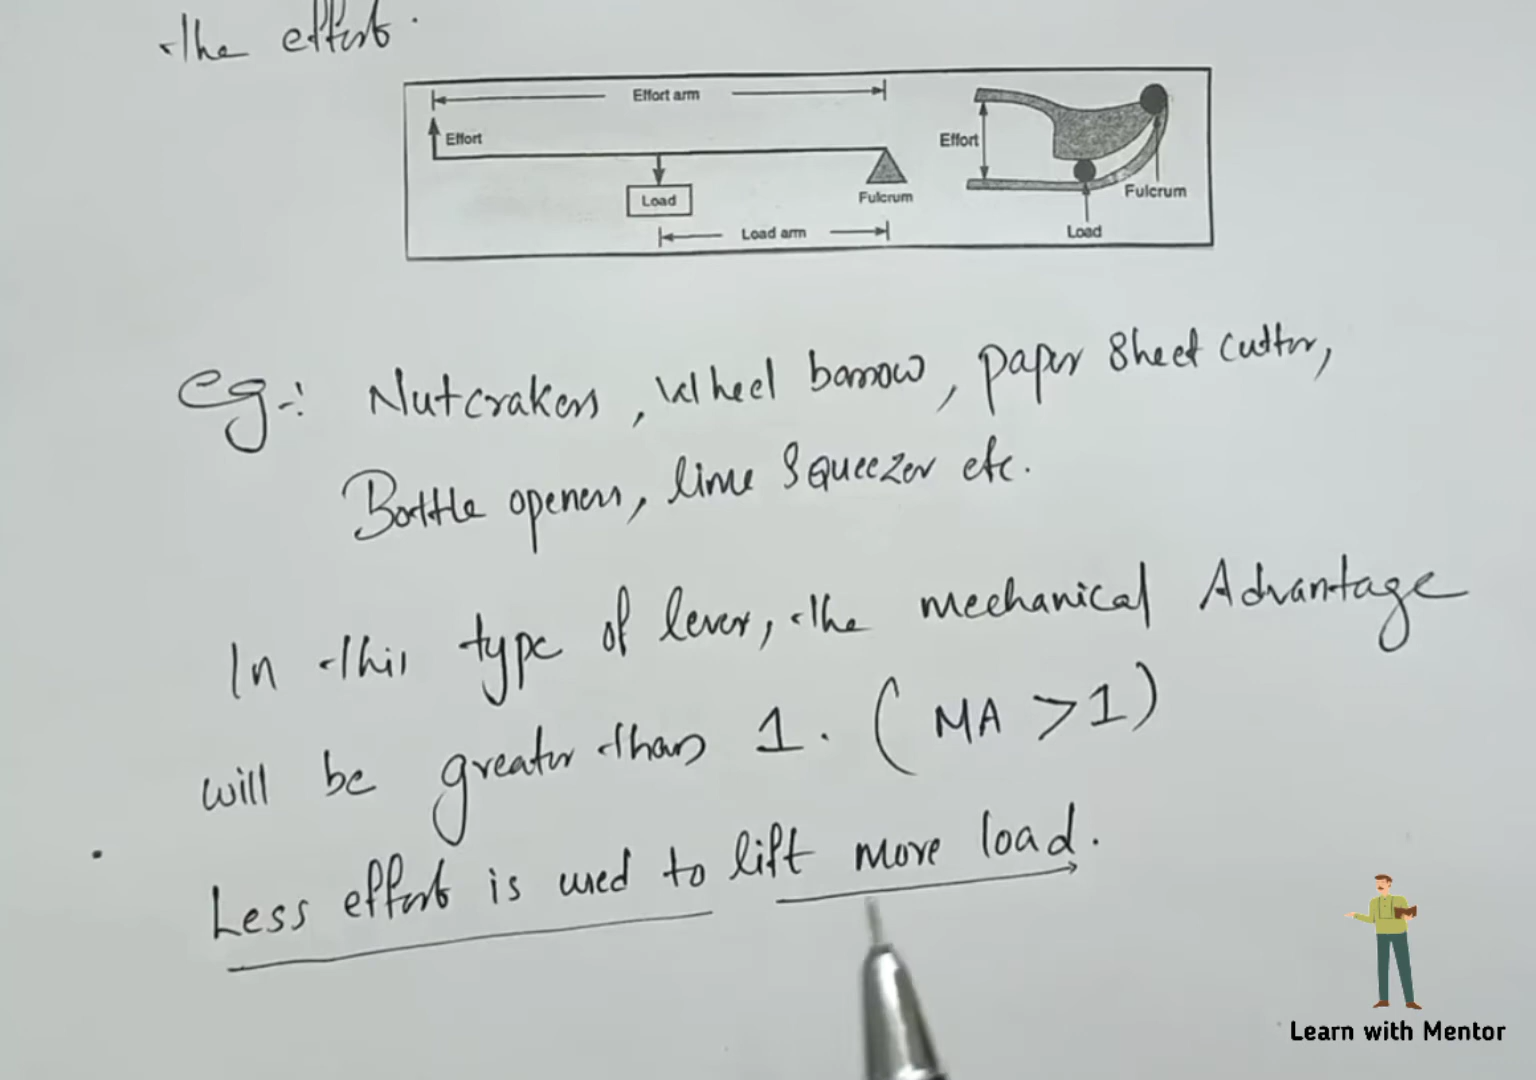 The effort.
Effort arm
Effort
Load
Fulcrum
Load arm
Effort
Fulcrum
Load
eg:- Nutcrakers, Wheel barrow, paper sheet cutter,
Bottle openers, lime squeezer etc.
In this type of lever, the mechanical Advantage
will be greater than 1. (MA >1)
Less effort is used to lift more load.
Learn with Mentor